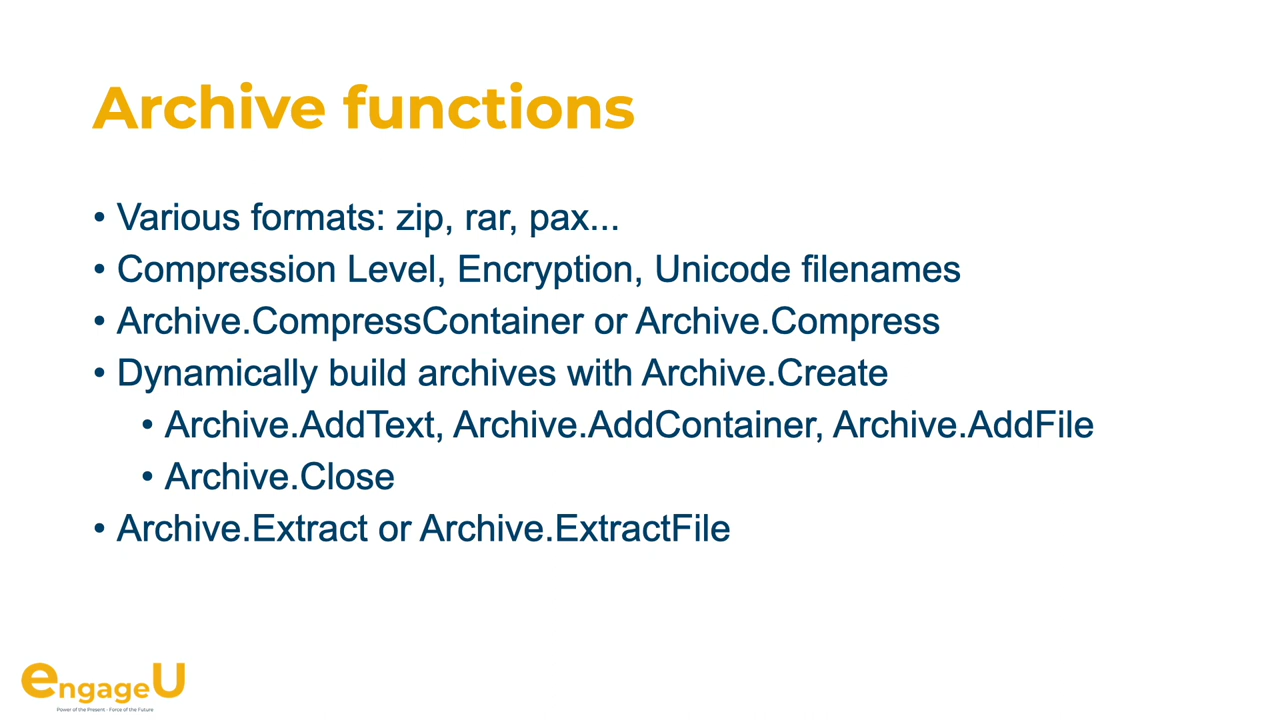 Archive functions
• Various formats: zip, rar, pax...
• Compression Level, Encryption, Unicode filenames
• Archive.CompressContainer or Archive.Compress
• Dynamically build archives with Archive.Create
• Archive.AddText, Archive.AddContainer, Archive.AddFile
• Archive.Close
• Archive.Extract or Archive.ExtractFile
engageU
Power of the Present - Force of the Future